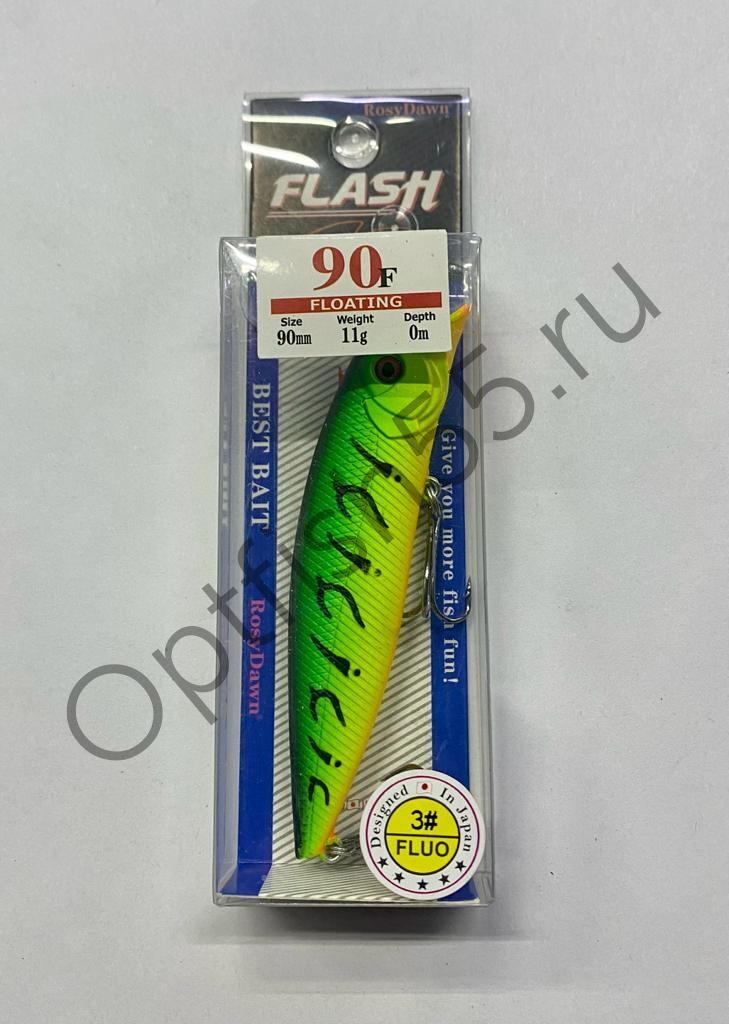 RosyDawn®
FLASH
90F
FLOATING
Size Weight Depth
90mm 11g 0m
BEST BAIT
RosyDawn®
Give you more fish fun!
Designed In Japan
3#
FLUO
Optfish55.ru